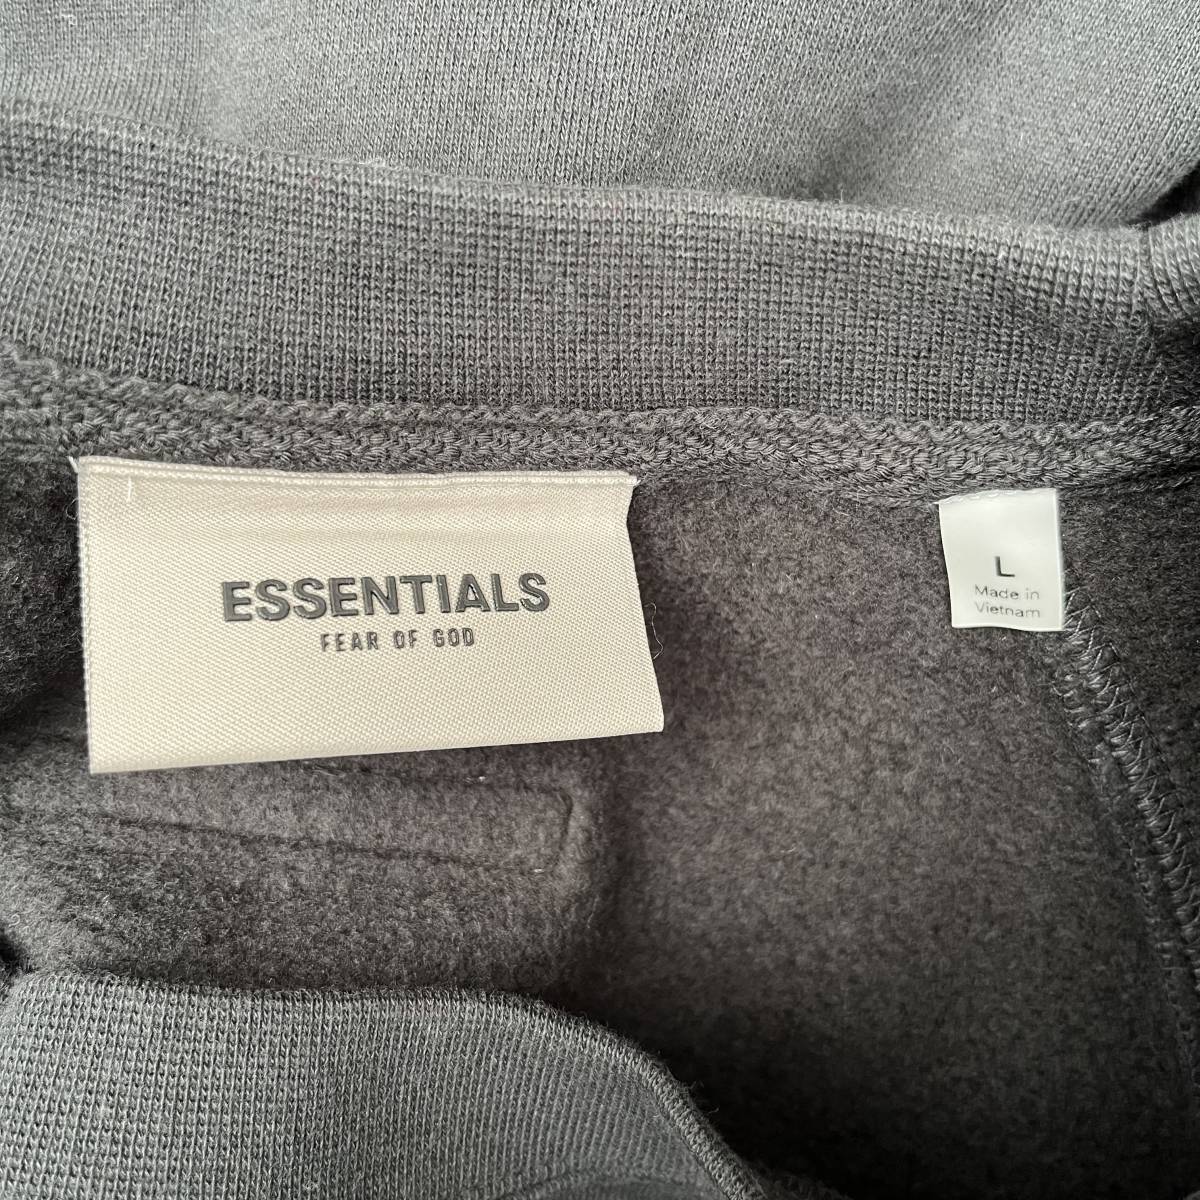 ESSENTIALS
FEAR OF GOD
L
Made in
Vietnam